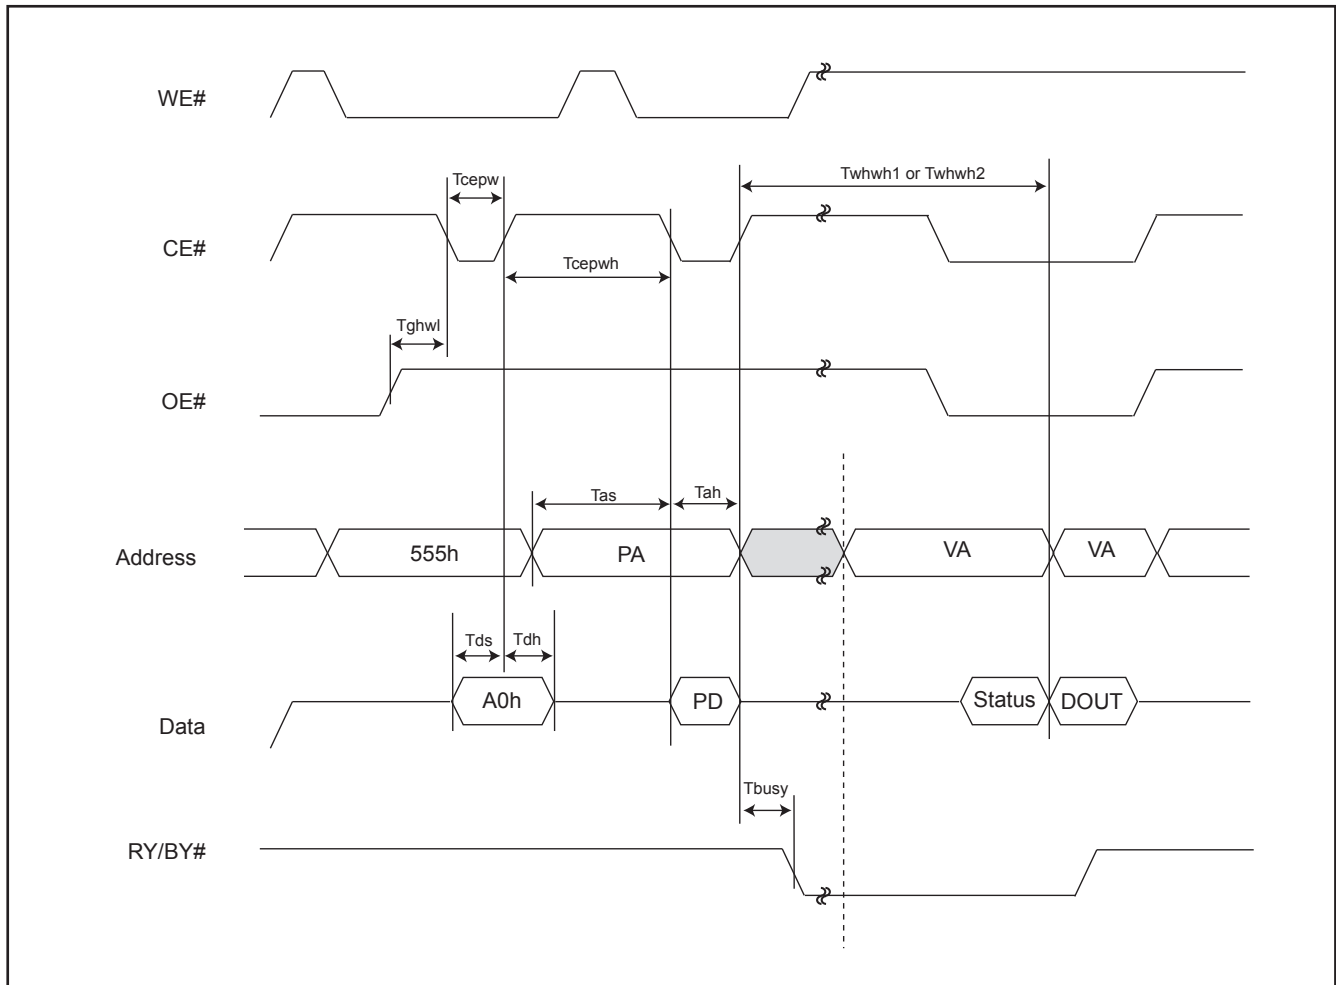 WE#
Twhwh1 or Twhwh2
Tcepw
CE#
Tcepwh
Tghwl
OE#
Tas
Tah
Address
555h
PA
VA
VA
Tds
Tdh
Data
A0h
PD
Status
DOUT
Tbusy
RY/BY#